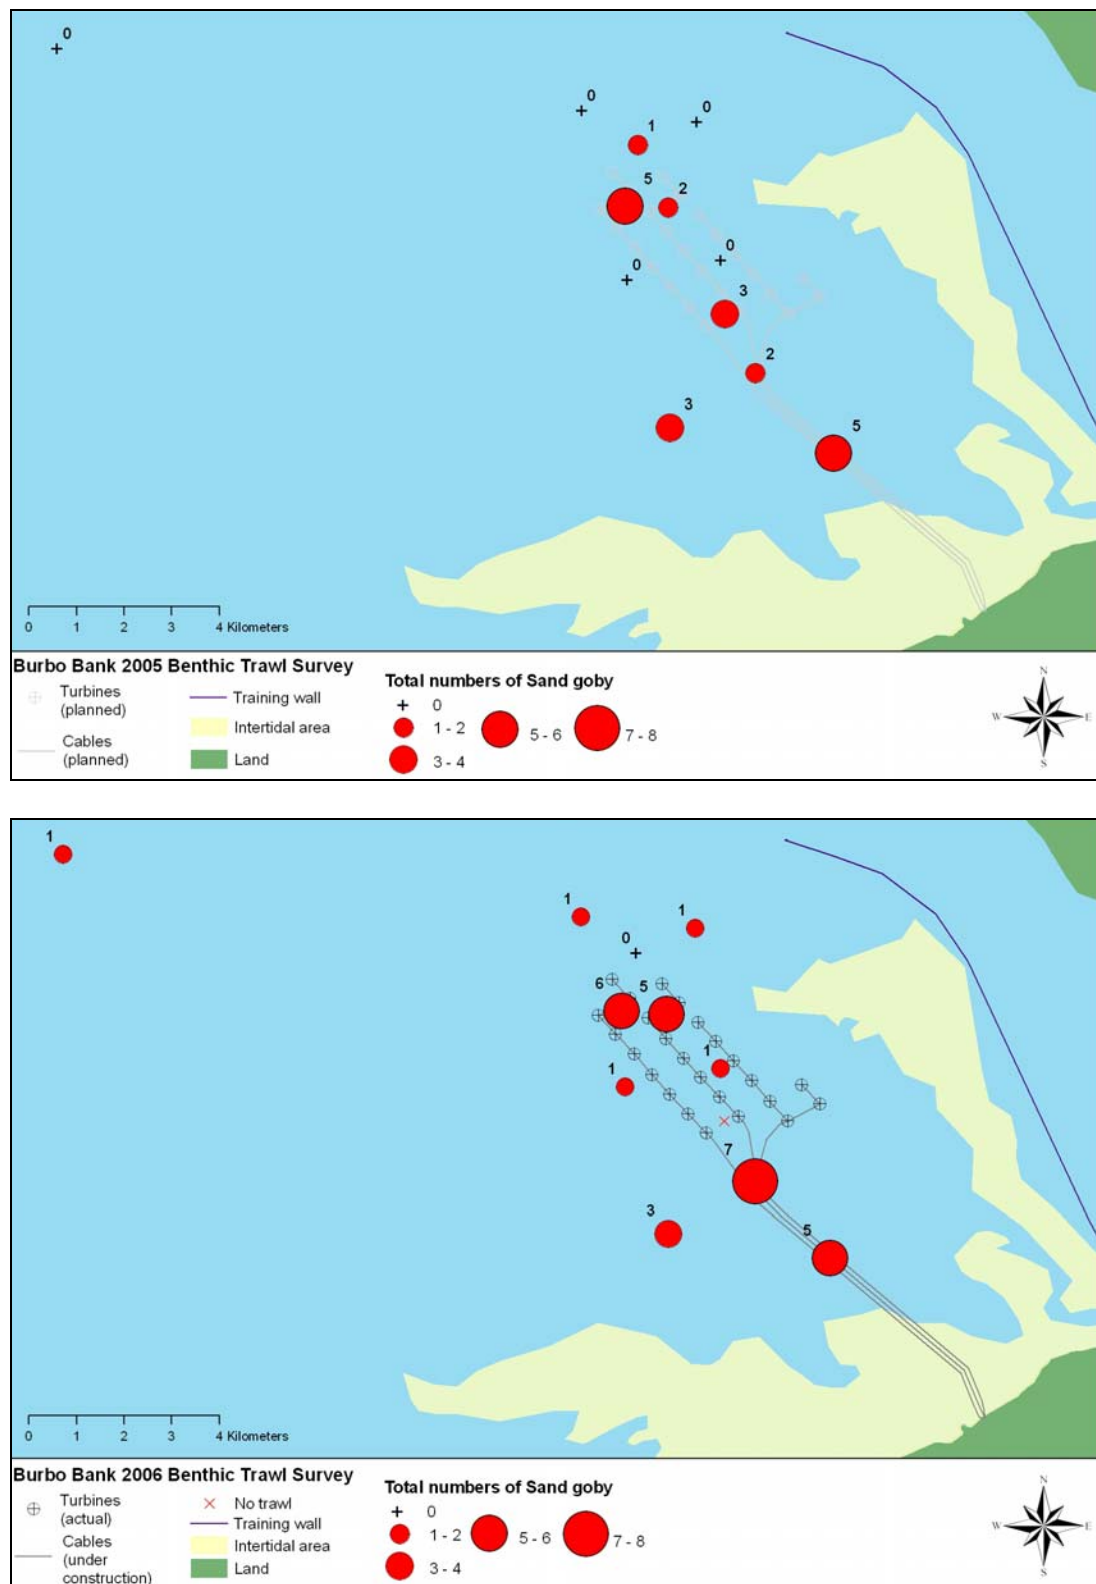 0
0
0
1
5
2
0
0
3
2
3
5
0 1 2 3 4 Kilometers
Burbo Bank 2005 Benthic Trawl Survey
Turbines
(planned)
Cables
(planned)
Training wall
Intertidal area
Land
Total numbers of Sand goby
0
1 - 2
3 - 4
5 - 6
7 - 8
N
W
E
S
1
1
1
0
6
5
1
1
7
3
5
0 1 2 3 4 Kilometers
Burbo Bank 2006 Benthic Trawl Survey
Turbines
(actual)
Cables
(under
construction)
No trawl
Training wall
Intertidal area
Land
Total numbers of Sand goby
0
1 - 2
3 - 4
5 - 6
7 - 8
N
W
E
S